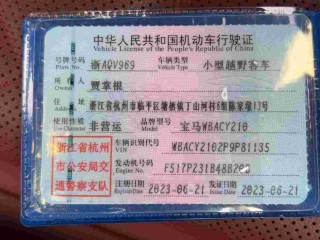 中华人民共和国机动车行驶证
Vehicle License of the People's Republic of China
号牌号码 浙AQV969 车辆类型 小型越野客车
Plate No. Vehicle Type
所有人 贾掌根
Owner
住址 浙江省杭州市临平区塘栖镇丁山河村8组陈家墩13号
Address
使用性质 非营运 品牌型号 宝马WBACY210
Use Character Model
浙江省杭州 车辆识别代号 WBACY2102P9P81135
VIN
市公安局交 发动机号码 F517P231B48B20B
Engine No.
通警察支队 注册日期 2023-06-21 发证日期 2023-06-21
Register Date Issue Date